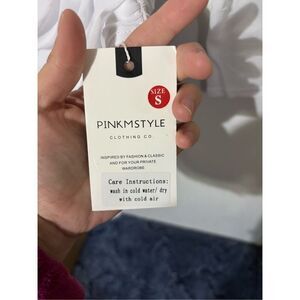 SIZE
S
PINKMSTYLE
CLOTHING CO.
INSPIRED BY FASHION & CLASSIC
AND FOR YOUR PRIVATE
WARDROBE.
Care Instructions:
wash in cold water/ dry
with cold air